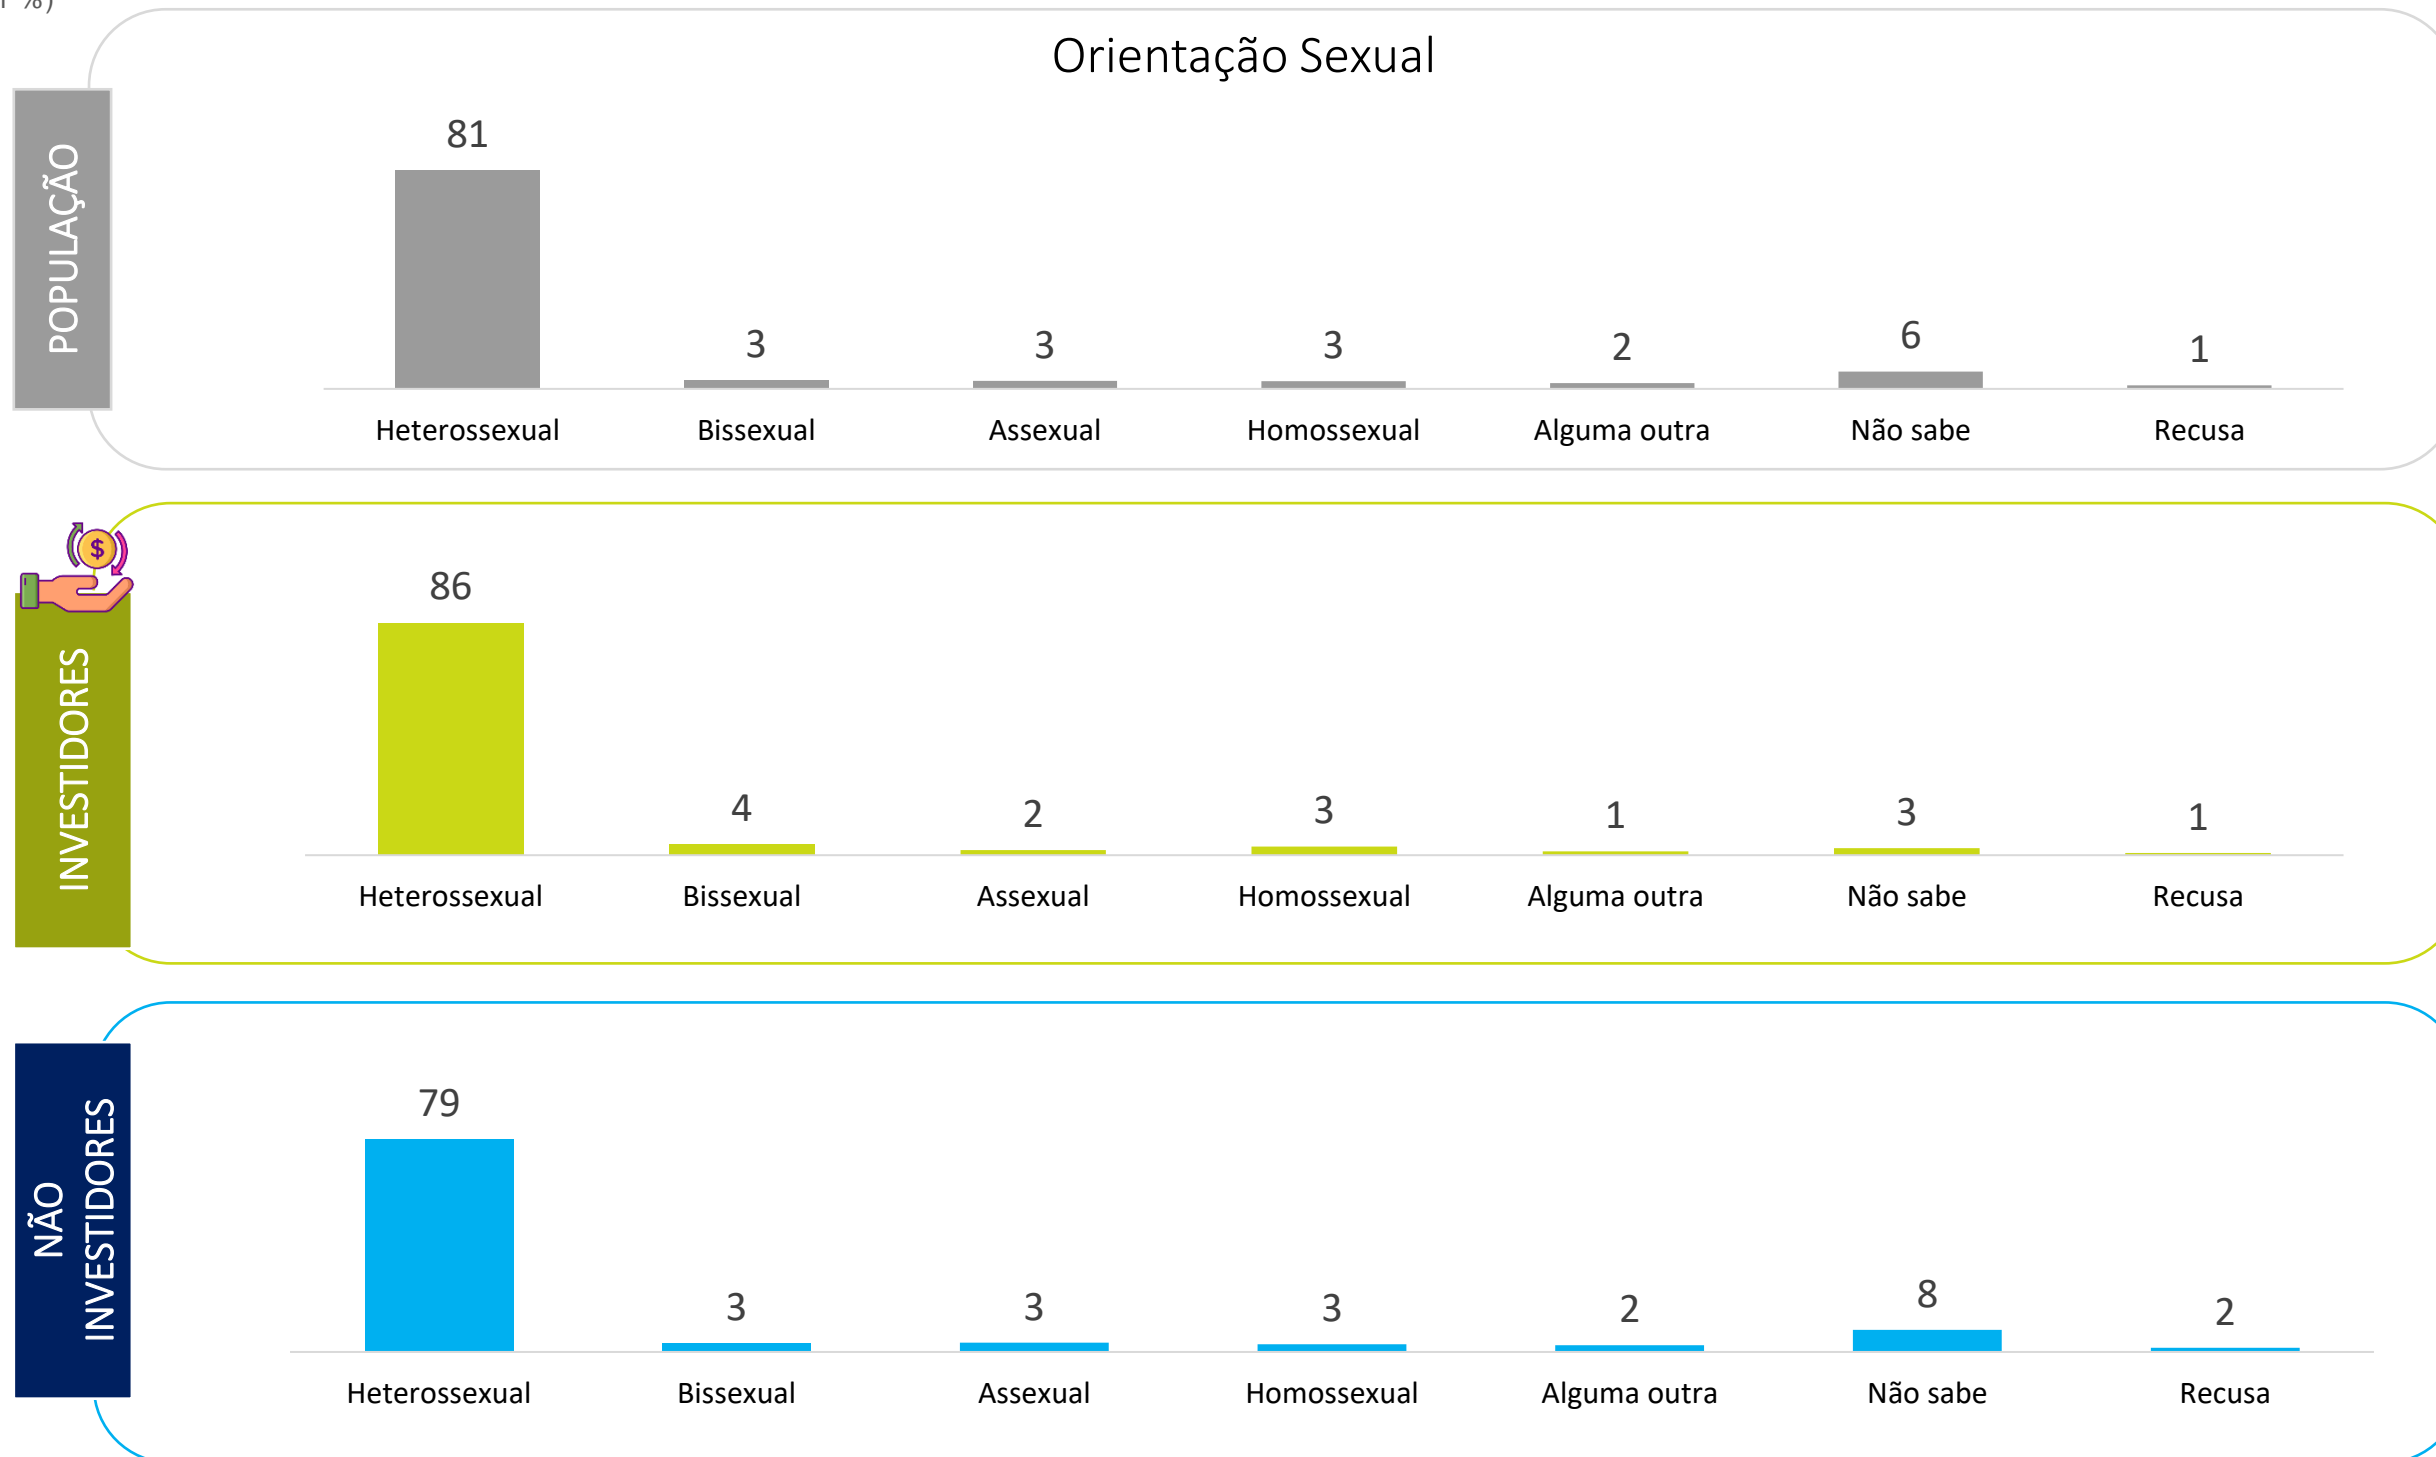 %)
Orientação Sexual
POPULAÇÃO
81
3
3
3
2
6
1
Heterossexual
Bissexual
Assexual
Homossexual
Alguma outra
Não sabe
Recusa
$
INVESTIDORES
86
4
2
3
1
3
1
Heterossexual
Bissexual
Assexual
Homossexual
Alguma outra
Não sabe
Recusa
NÃO
INVESTIDORES
79
3
3
3
2
8
2
Heterossexual
Bissexual
Assexual
Homossexual
Alguma outra
Não sabe
Recusa